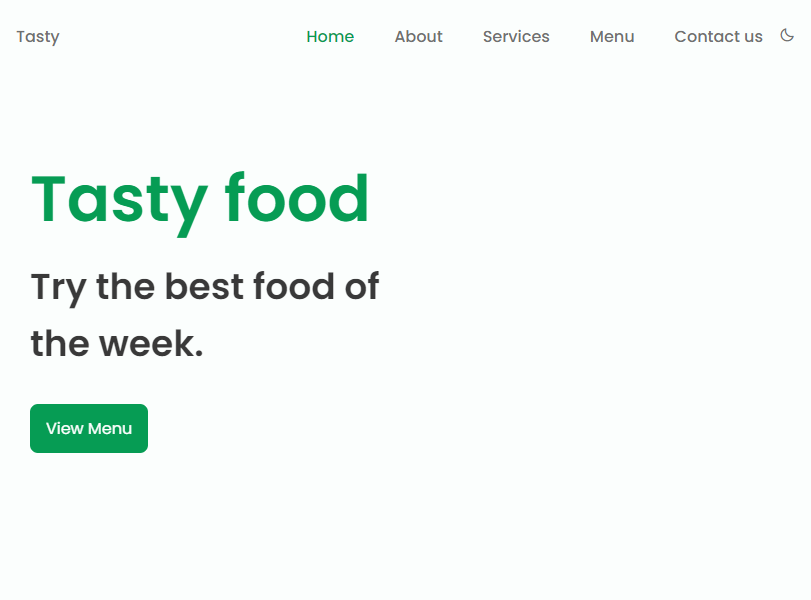 Tasty Home About Services Menu Contact us
Tasty food
Try the best food of
the week.
View Menu